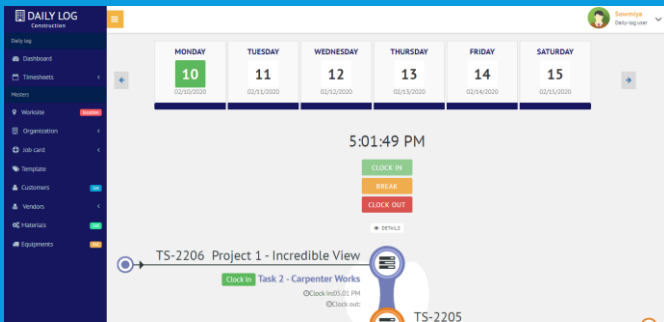 DAILY LOG
Construction
Sowmiya
Daily-log user
Daily log
Dashboard
Timesheets
Masters
Worksite
Organization
Job card
Template
Customers
Vendors
Materials
Equipments
MONDAY
10
02/10/2020
TUESDAY
11
02/11/2020
WEDNESDAY
12
02/12/2020
THURSDAY
13
02/13/2020
FRIDAY
14
02/14/2020
SATURDAY
15
02/15/2020
5:01:49 PM
CLOCK IN
BREAK
CLOCK OUT
DETAILS
TS-2206 Project 1 - Incredible View
Clock in Task 2 - Carpenter Works
Clock In:05.01 PM
Clock out:
TS-2205